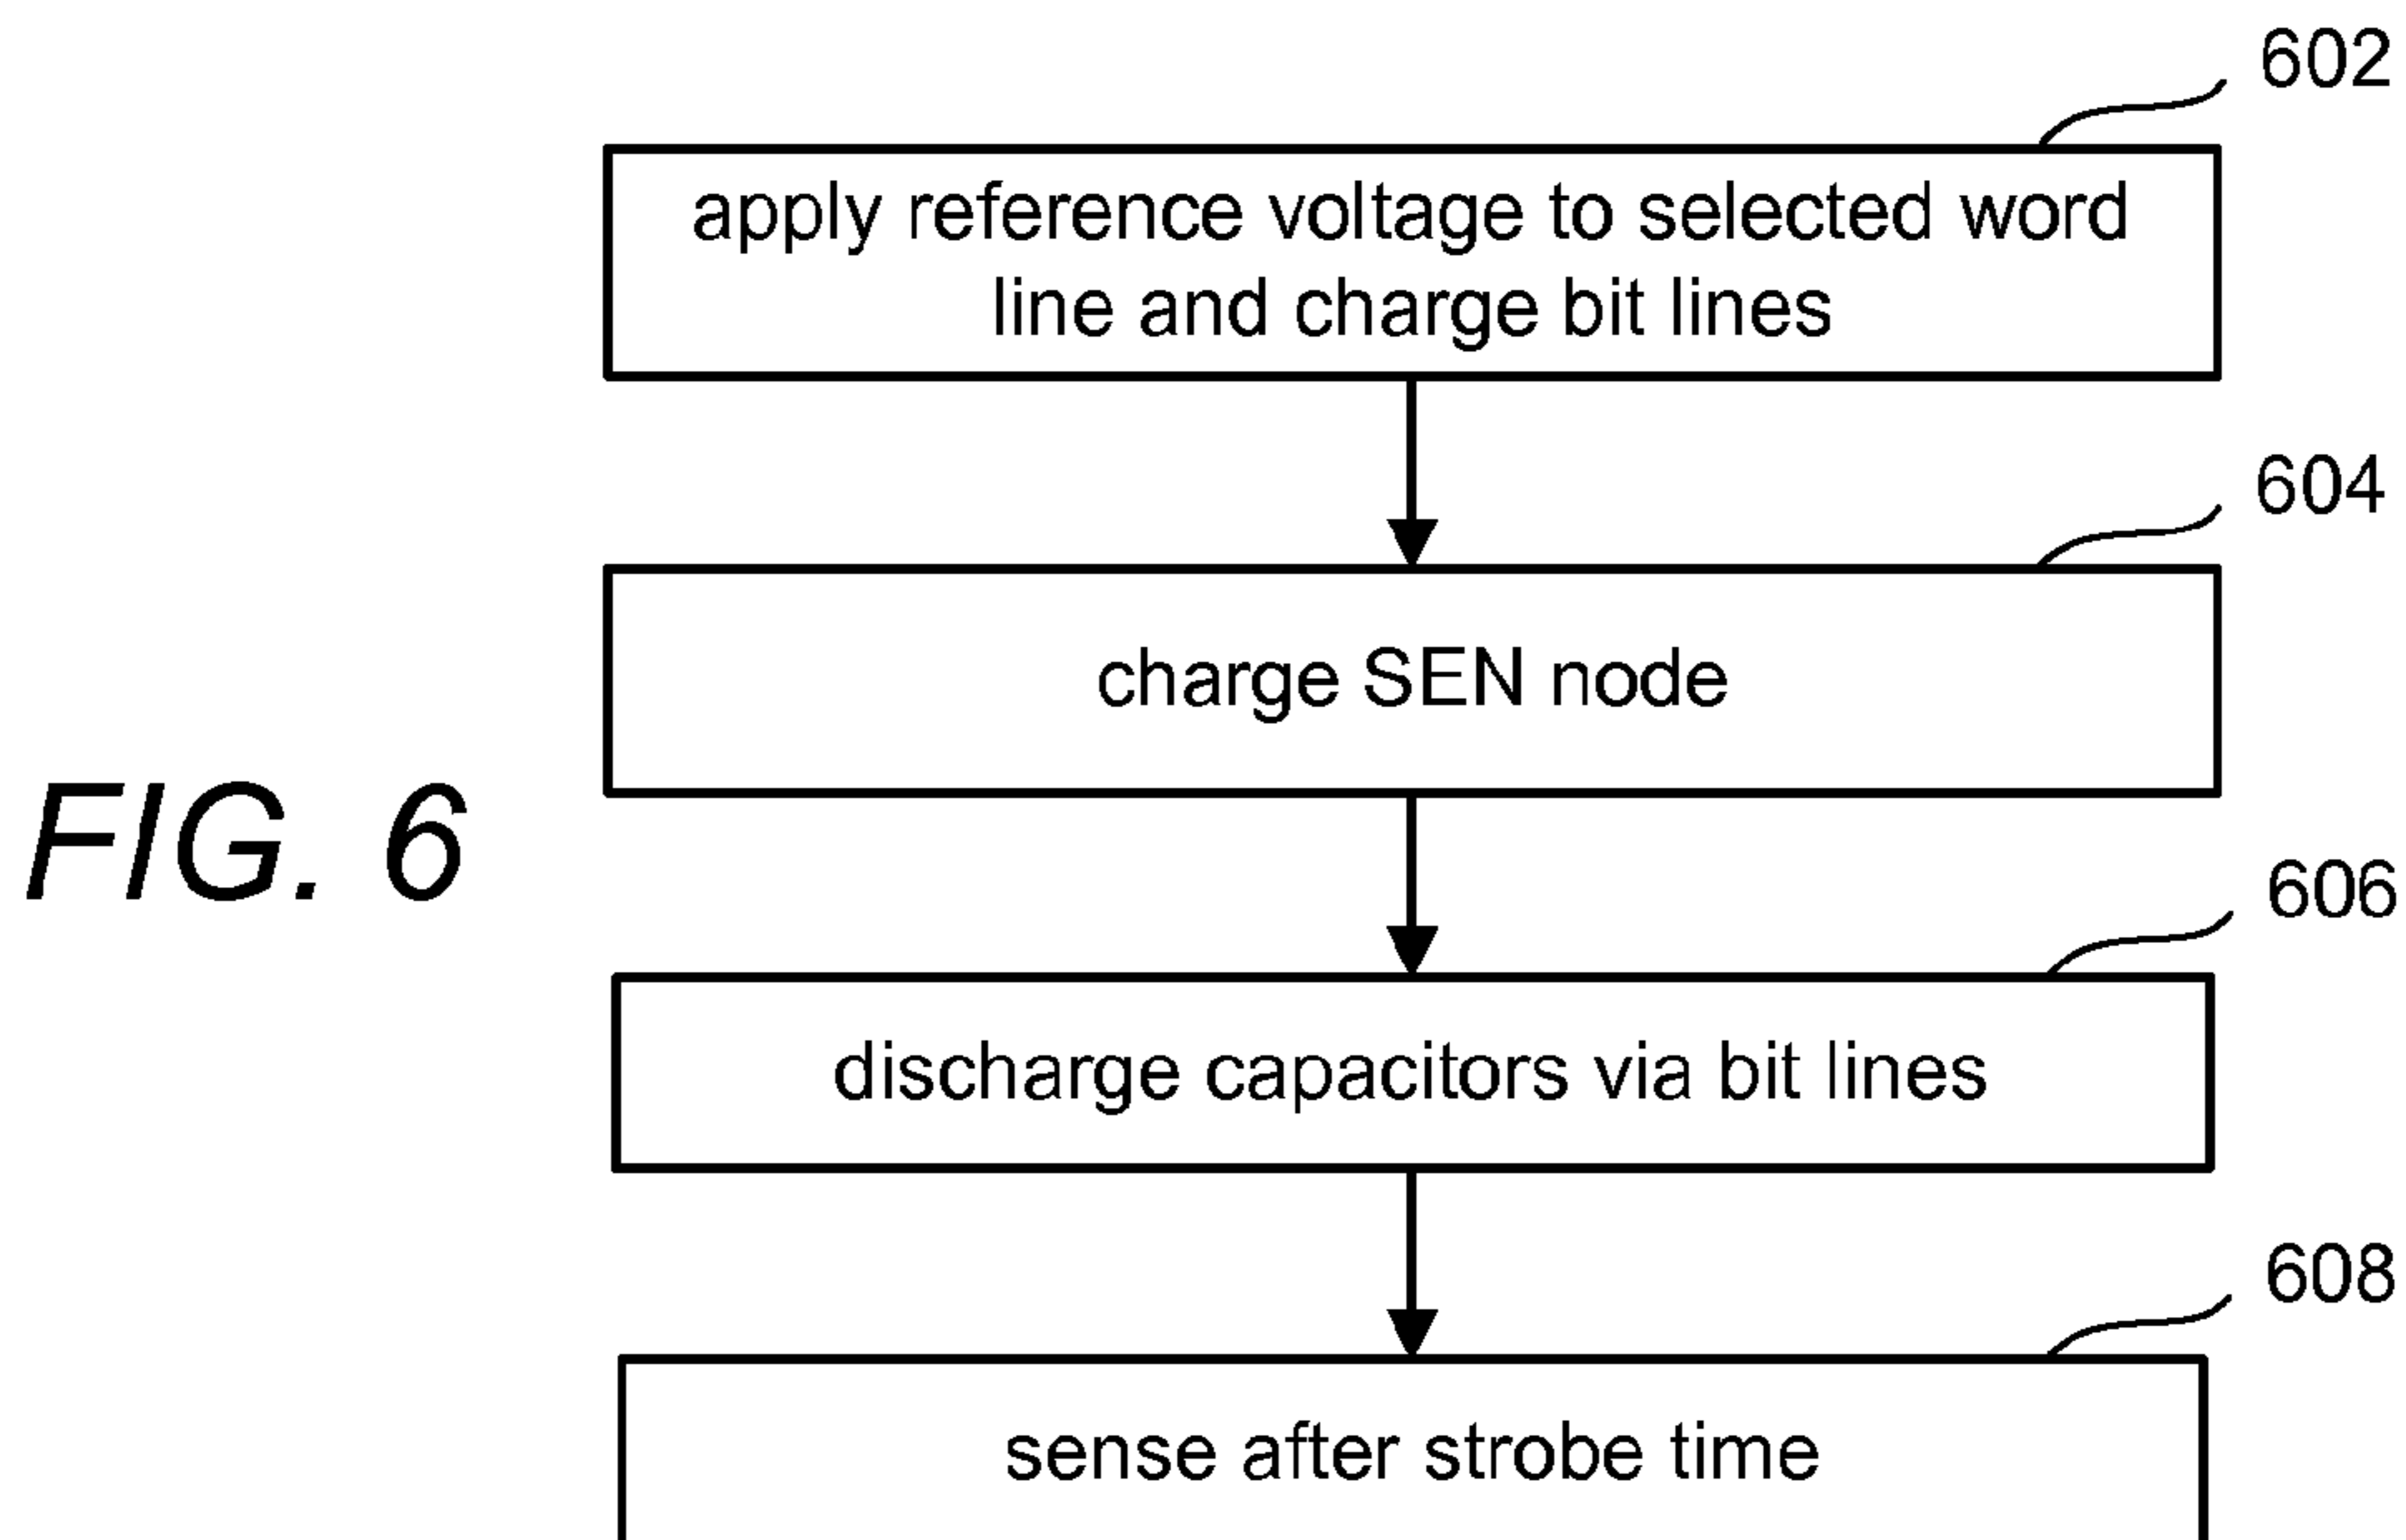 602
apply reference voltage to selected word
line and charge bit lines
604
charge SEN node
FIG. 6
606
discharge capacitors via bit lines
608
sense after strobe time